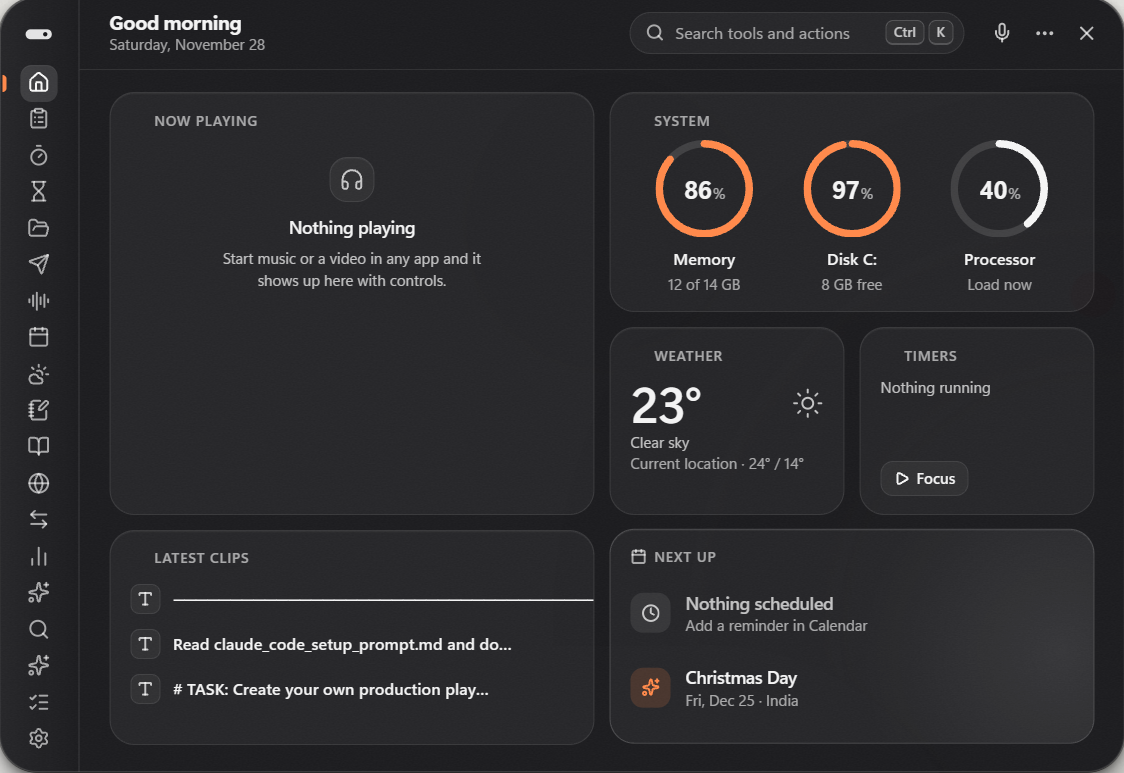 Good morning
Saturday, November 28
Search tools and actions Ctrl K
NOW PLAYING
Nothing playing
Start music or a video in any app and it
shows up here with controls.
SYSTEM
86% 97% 40%
Memory Disk C: Processor
12 of 14 GB 8 GB free Load now
WEATHER
23°
Clear sky
Current location · 24° / 14°
TIMERS
Nothing running
Focus
LATEST CLIPS
T
T Read claude_code_setup_prompt.md and do...
T # TASK: Create your own production play...
NEXT UP
Nothing scheduled
Add a reminder in Calendar
Christmas Day
Fri, Dec 25 · India